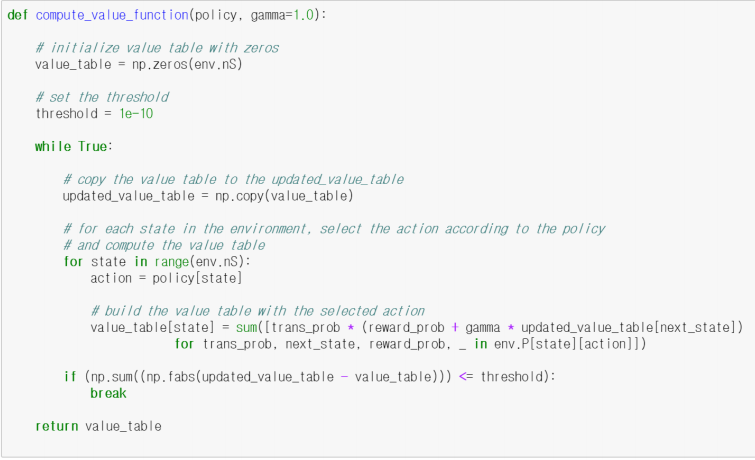 def compute_value_function(policy, gamma=1.0):
# initialize value table with zeros
value_table = np.zeros(env.nS)
# set the threshold
threshold = 1e-10
while True:
# copy the value table to the updated_value_table
updated_value_table = np.copy(value_table)
# for each state in the environment, select the action according to the policy
# and compute the value table
for state in range(env.nS):
action = policy[state]
# build the value table with the selected action
value_table[state] = sum([trans_prob * (reward_prob + gamma * updated_value_table[next_state])
for trans_prob, next_state, reward_prob, _ in env.P[state][action]])
if (np.sum((np.fabs(updated_value_table - value_table))) <= threshold):
break
return value_table